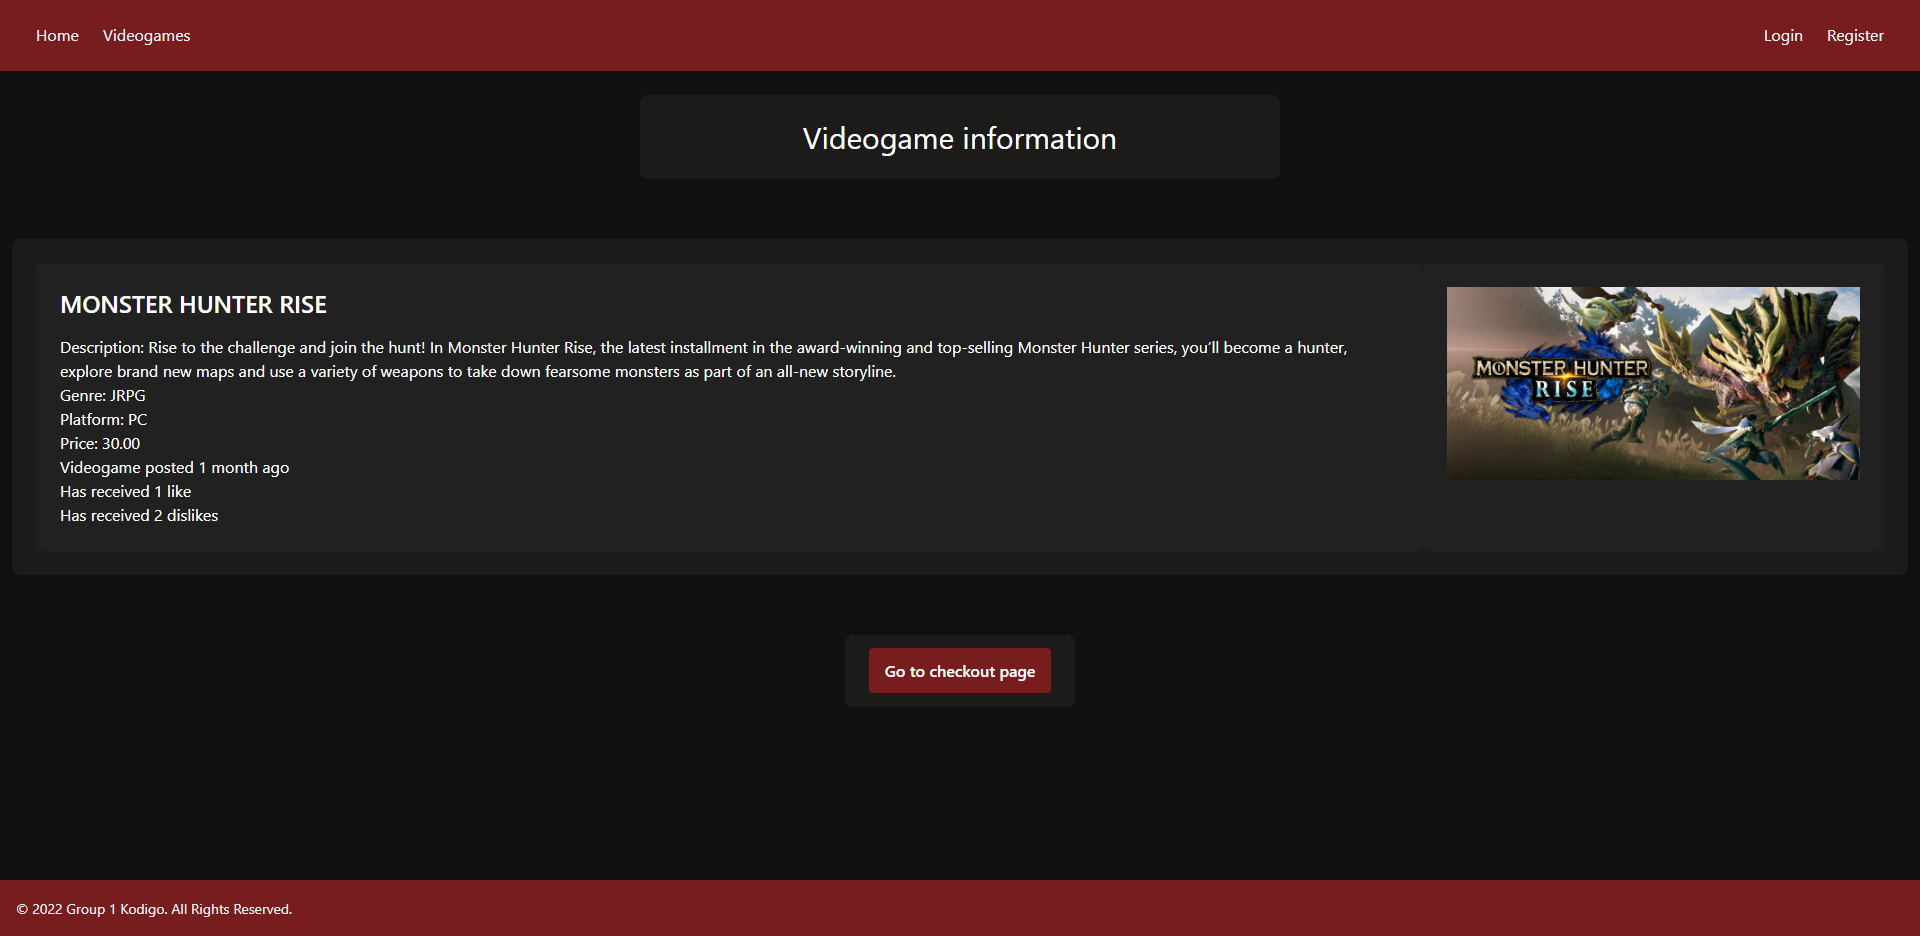 Home Videogames Login Register
Videogame information
MONSTER HUNTER RISE
Description: Rise to the challenge and join the hunt! In Monster Hunter Rise, the latest installment in the award-winning and top-selling Monster Hunter series, you’ll become a hunter,
explore brand new maps and use a variety of weapons to take down fearsome monsters as part of an all-new storyline.
Genre: JRPG
Platform: PC
Price: 30.00
Videogame posted 1 month ago
Has received 1 like
Has received 2 dislikes
MONSTER HUNTER
RISE
Go to checkout page
© 2022 Group 1 Kodigo. All Rights Reserved.